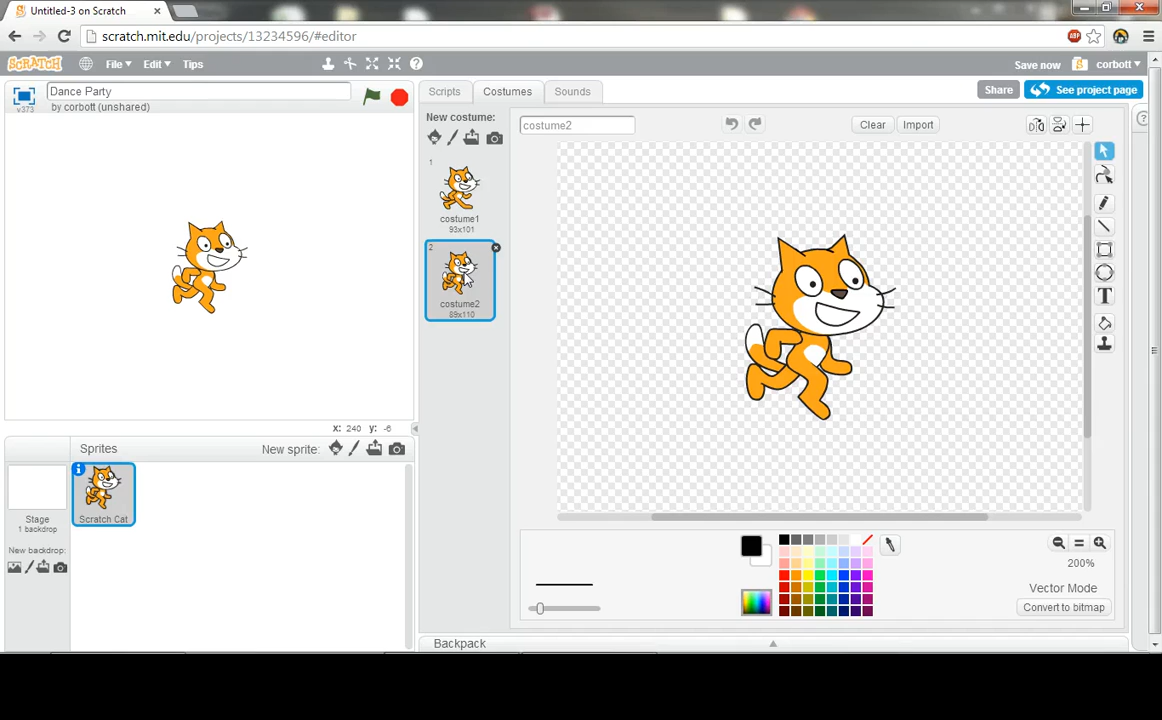 Untitled-3 on Scratch
scratch.mit.edu/projects/13234596/#editor
ABP
SCRATCH
File
Edit
Tips
Save now
corbott
v373
Dance Party
by corbott (unshared)
Scripts
Costumes
Sounds
Share
See project page
New costume:
costume2
Clear
Import
1
costume1
93x101
2
costume2
89x110
T
x: 240 y: -6
Sprites
New sprite:
Scratch Cat
Stage
1 backdrop
New backdrop:
200%
Vector Mode
Convert to bitmap
Backpack